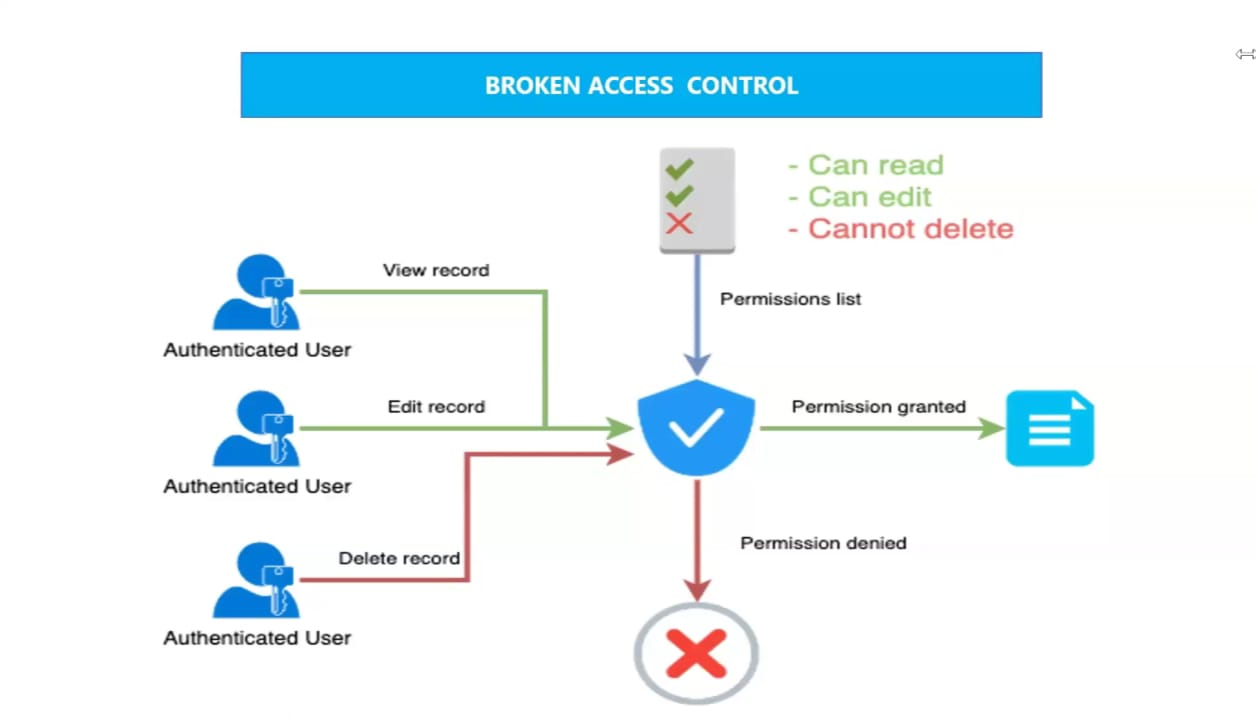 BROKEN ACCESS CONTROL
- Can read
- Can edit
- Cannot delete
View record
Permissions list
Authenticated User
Edit record
Permission granted
Authenticated User
Delete record
Permission denied
Authenticated User